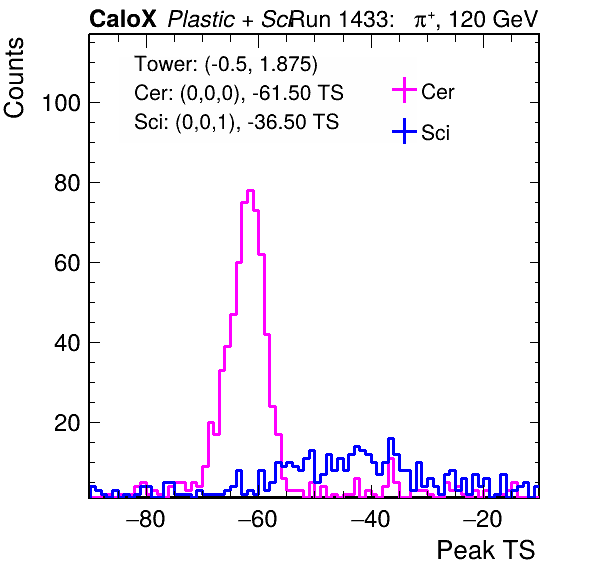 CaloX Plastic + Sci Run 1433: π⁺, 120 GeV
Counts
Tower: (-0.5, 1.875)
Cer: (0,0,0), -61.50 TS
Sci: (0,0,1), -36.50 TS
Cer
Sci
100
80
60
40
20
−80 −60 −40 −20
Peak TS